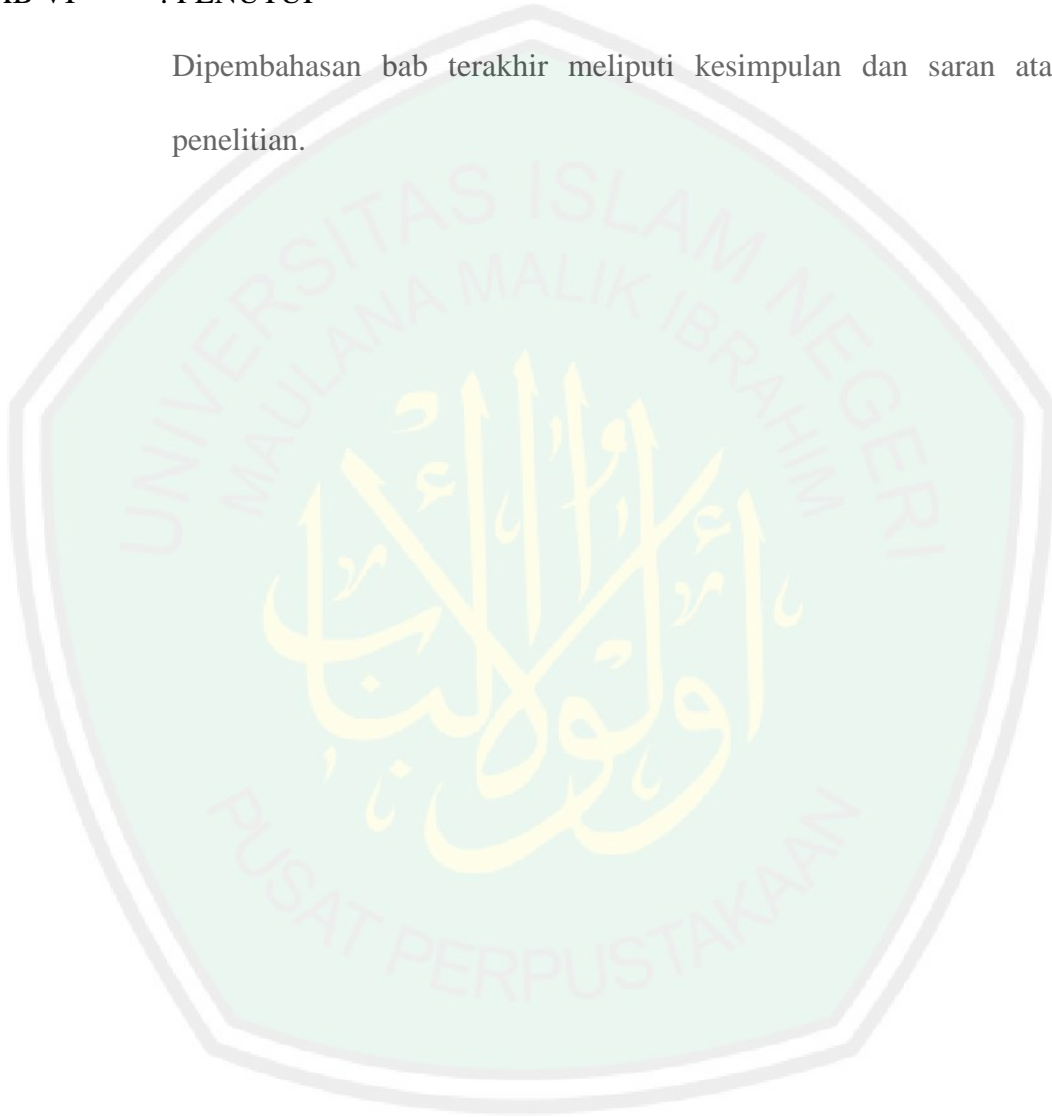 AB VI : PENUTUP
Dipembahasan bab terakhir meliputi kesimpulan dan saran ata
penelitian.
UNIVERSITAS ISLAM NEGERI
MAULANA MALIK IBRAHIM
PUSAT PERPUSTAKAAN